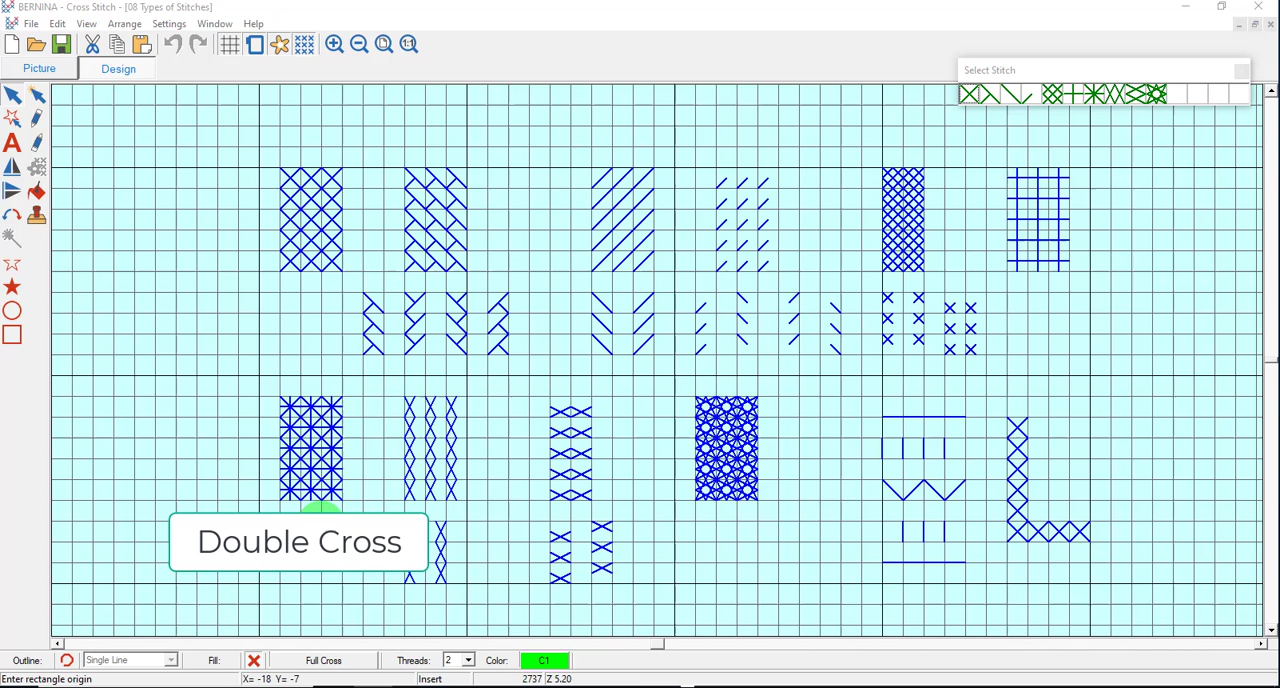 BERNINA - Cross Stitch - [08 Types of Stitches]
File Edit View Arrange Settings Window Help
Picture Design
Select Stitch
Double Cross
Outline: Single Line Fill: Full Cross Threads: 2 Color: C1
Enter rectangle origin X= -18 Y= -7 Insert 2737 Z 5.20